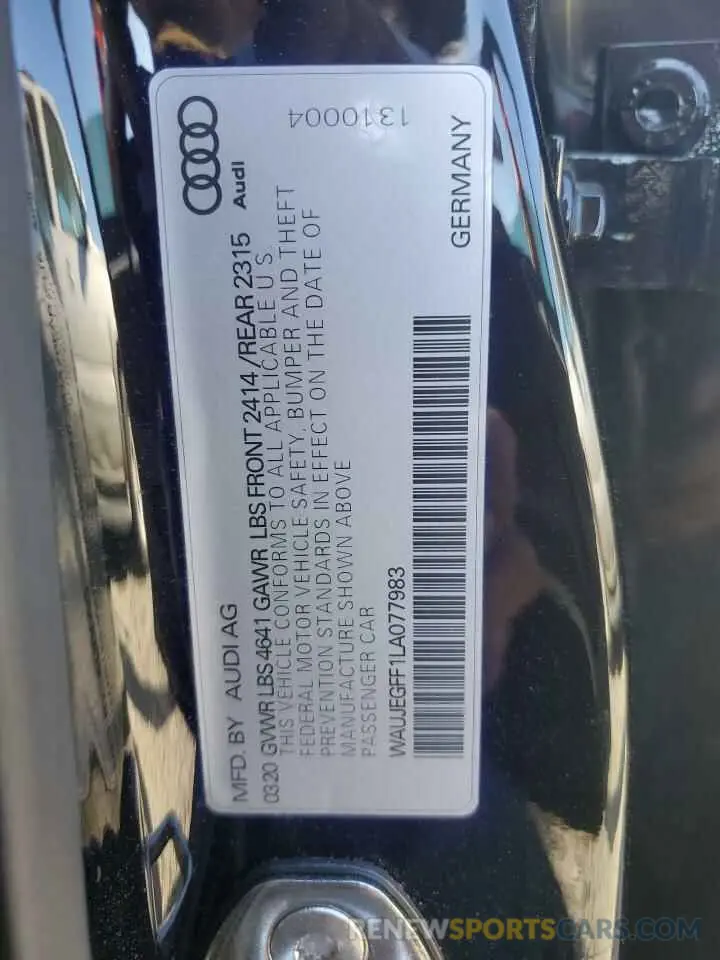 Audi
1310004
MFD. BY AUDI AG
0320 GVWR LBS 4641 GAWR LBS FRONT 2414/REAR 2315
THIS VEHICLE CONFORMS TO ALL APPLICABLE U S
FEDERAL MOTOR VEHICLE SAFETY, BUMPER AND THEFT
PREVENTION STANDARDS IN EFFECT ON THE DATE OF
MANUFACTURE SHOWN ABOVE
PASSENGER CAR
WAUJEGFF1LA077983
GERMANY
RENEWSPORTSCARS.COM